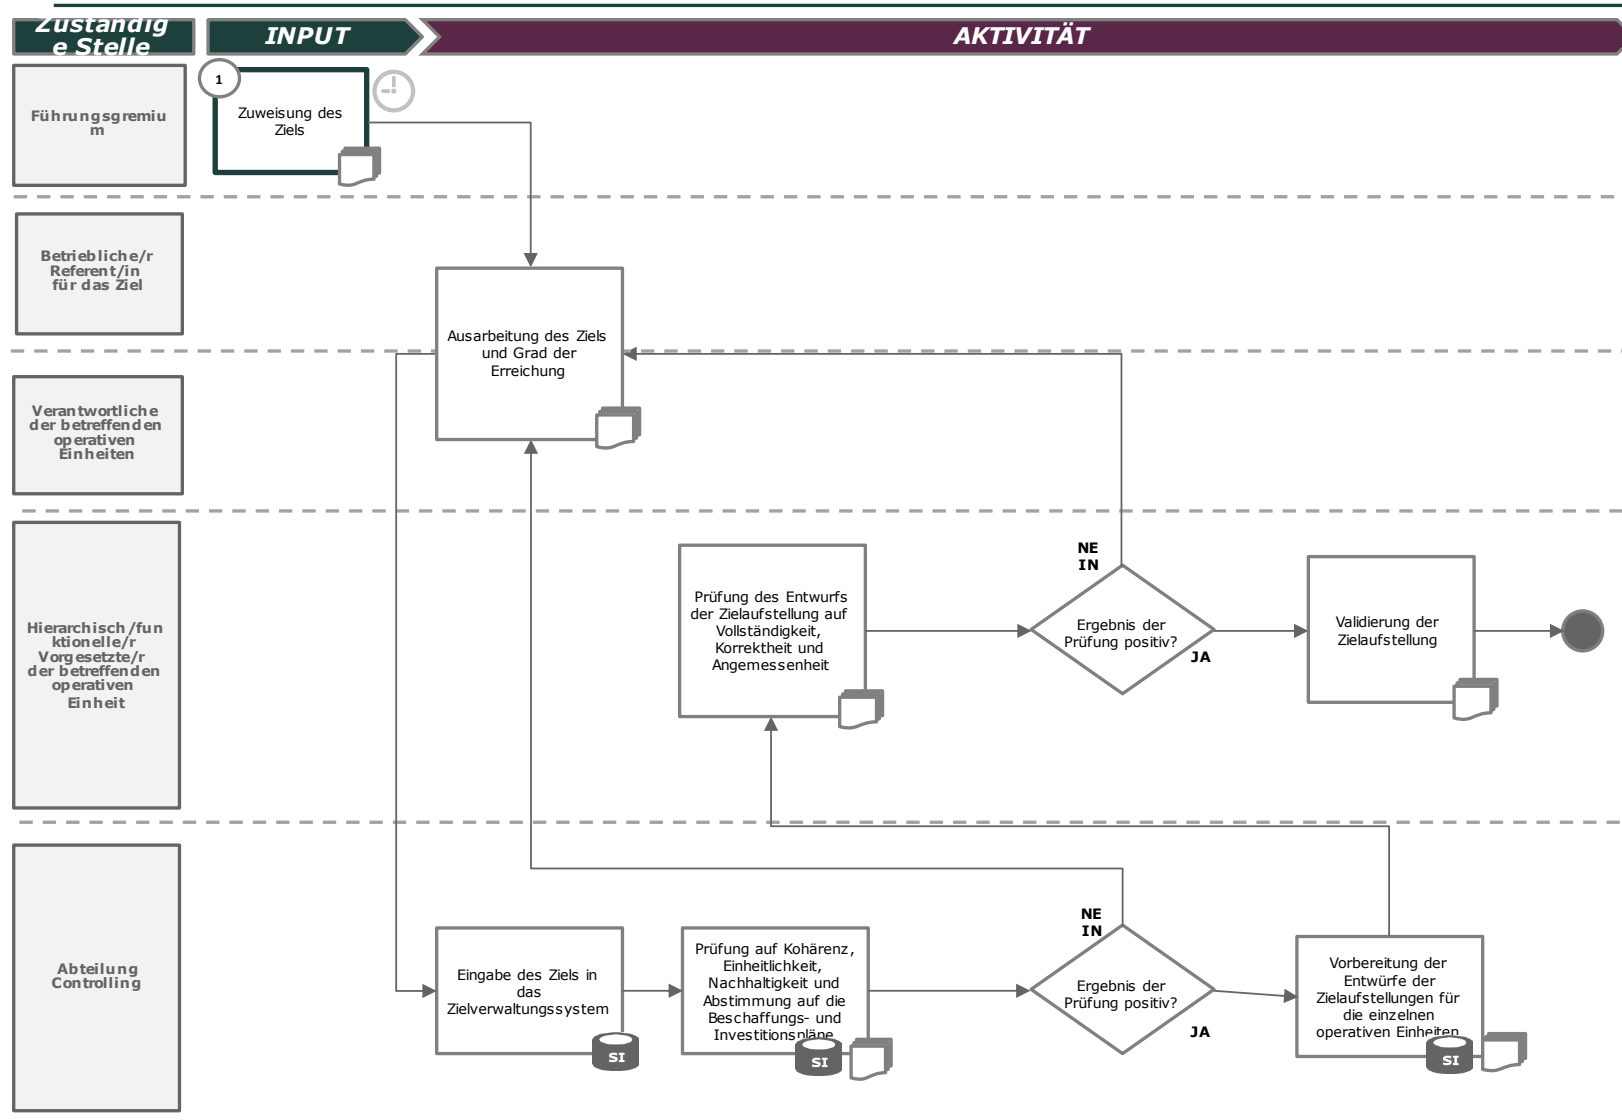 Zuständig
e Stelle
INPUT
AKTIVITÄT
Führungsgremiu
m
1
Zuweisung des
Ziels
Betriebliche/r
Referent/in
für das Ziel
Ausarbeitung des Ziels
und Grad der
Erreichung
Verantwortliche
der betreffenden
operativen
Einheiten
Hierarchisch/fun
ktionelle/r
Vorgesetzte/r
der betreffenden
operativen
Einheit
Prüfung des Entwurfs
der Zielaufstellung auf
Vollständigkeit,
Korrektheit und
Angemessenheit
NE
IN
Ergebnis der
Prüfung positiv?
JA
Validierung der
Zielaufstellung
Abteilung
Controlling
Eingabe des Ziels in
das
Zielverwaltungssystem
SI
Prüfung auf Kohärenz,
Einheitlichkeit,
Nachhaltigkeit und
Abstimmung auf die
Beschaffungs- und
Investitionspläne
SI
NE
IN
Ergebnis der
Prüfung positiv?
JA
Vorbereitung der
Entwürfe der
Zielaufstellungen für
die einzelnen
operativen Einheiten
SI